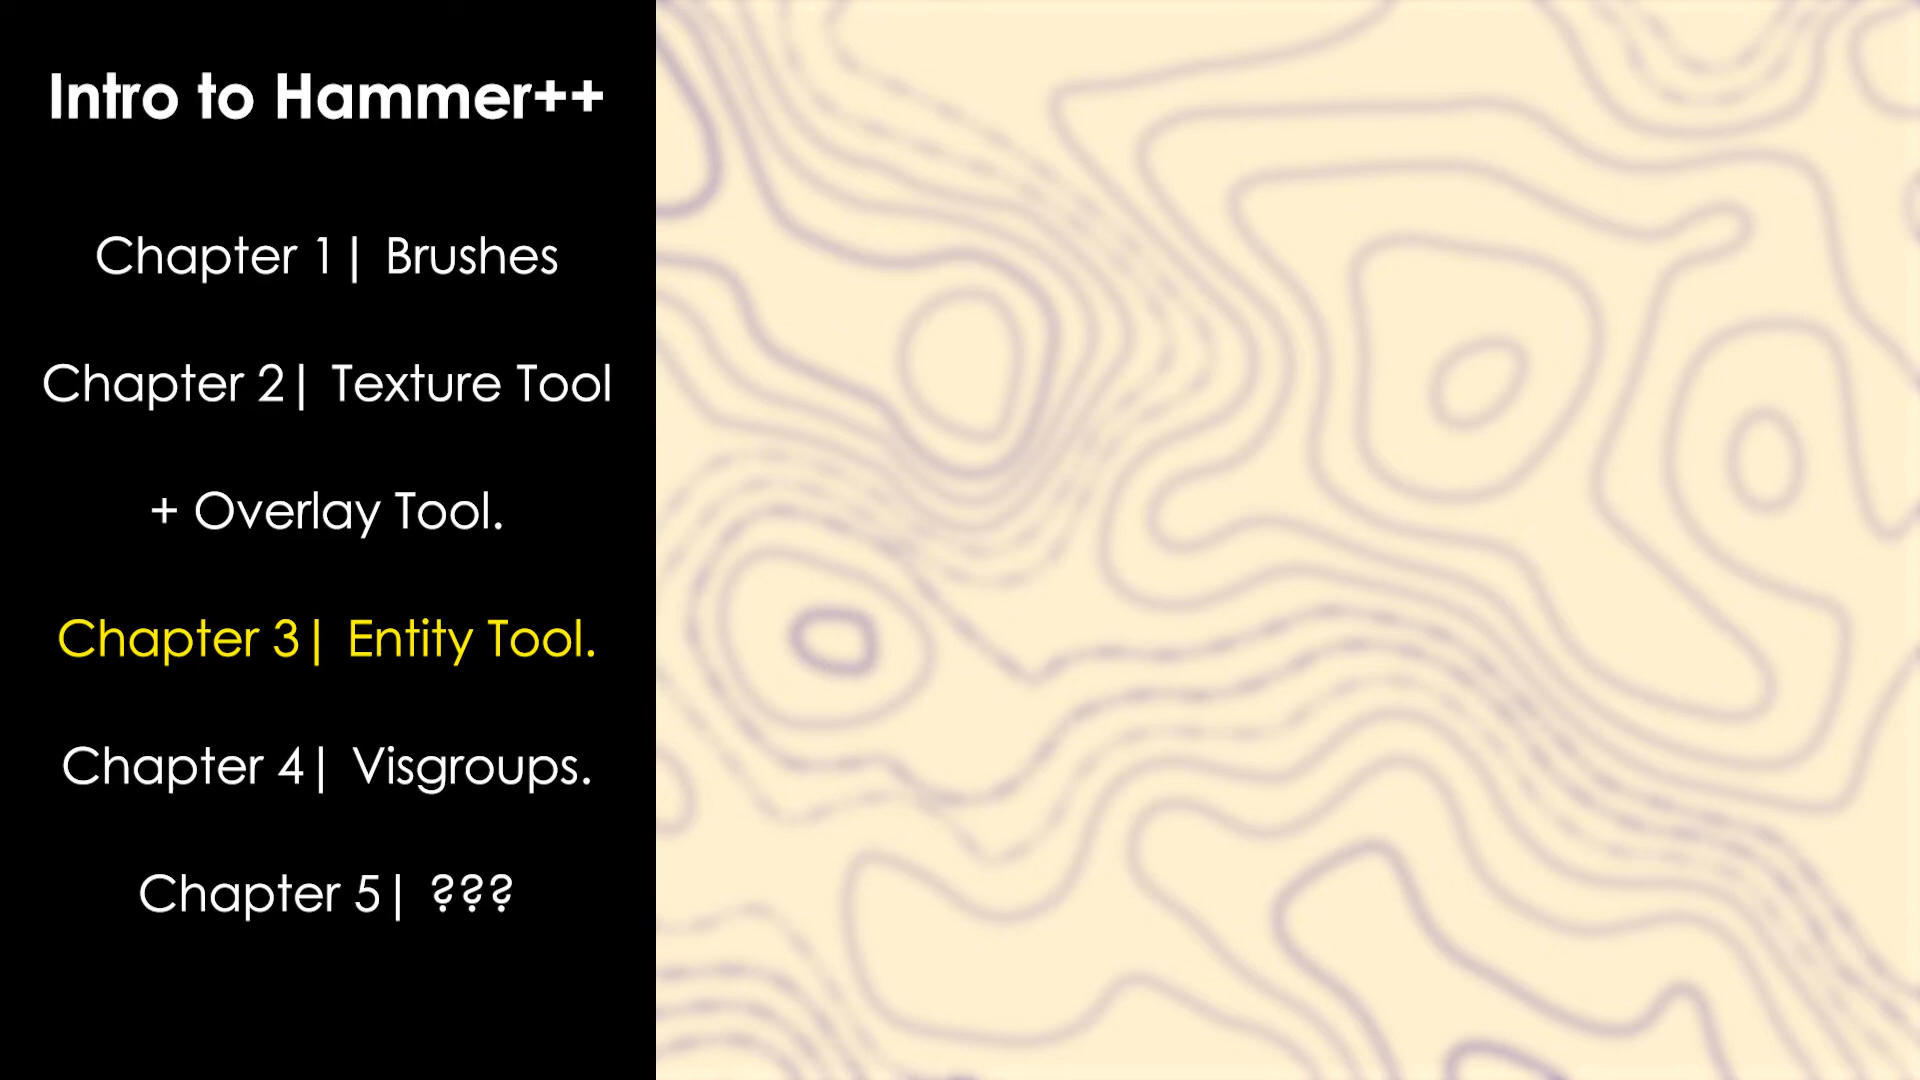 Intro to Hammer++
Chapter 1| Brushes
Chapter 2| Texture Tool
+ Overlay Tool.
Chapter 3| Entity Tool.
Chapter 4| Visgroups.
Chapter 5| ???